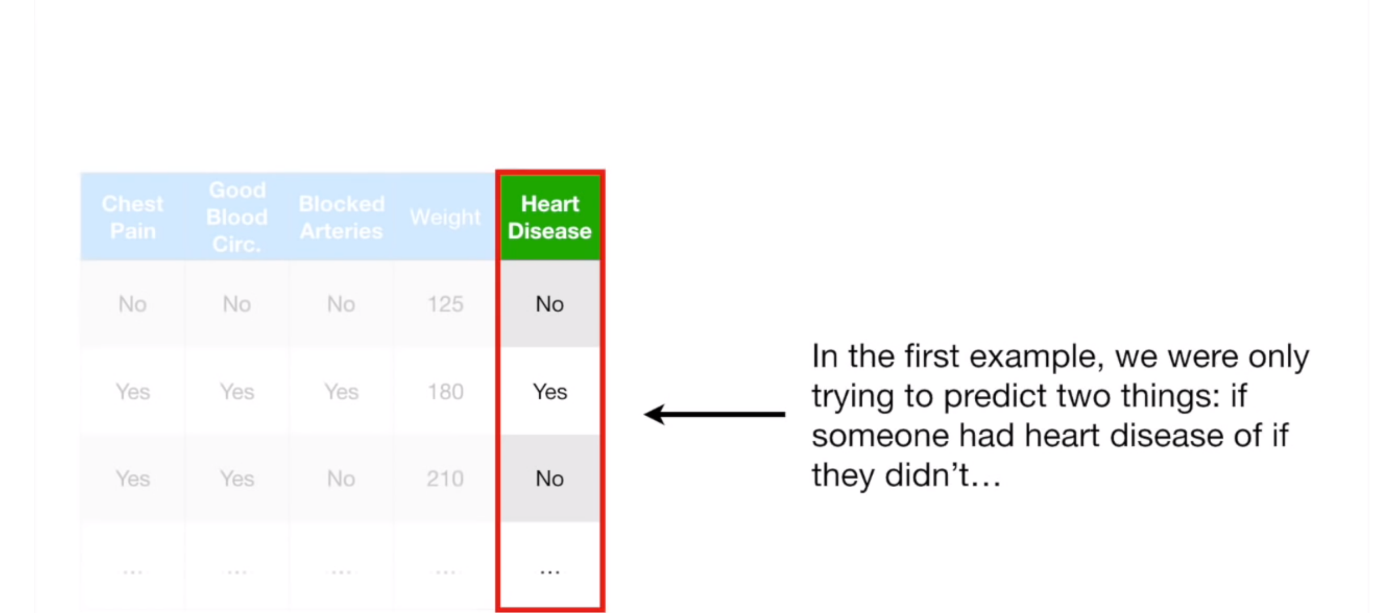 Chest Pain Good Blood Circ. Blocked Arteries Weight Heart Disease
No No No 125 No
Yes Yes Yes 180 Yes
Yes Yes No 210 No
.... .... .... .... ...
In the first example, we were only
trying to predict two things: if
someone had heart disease of if
they didn't...